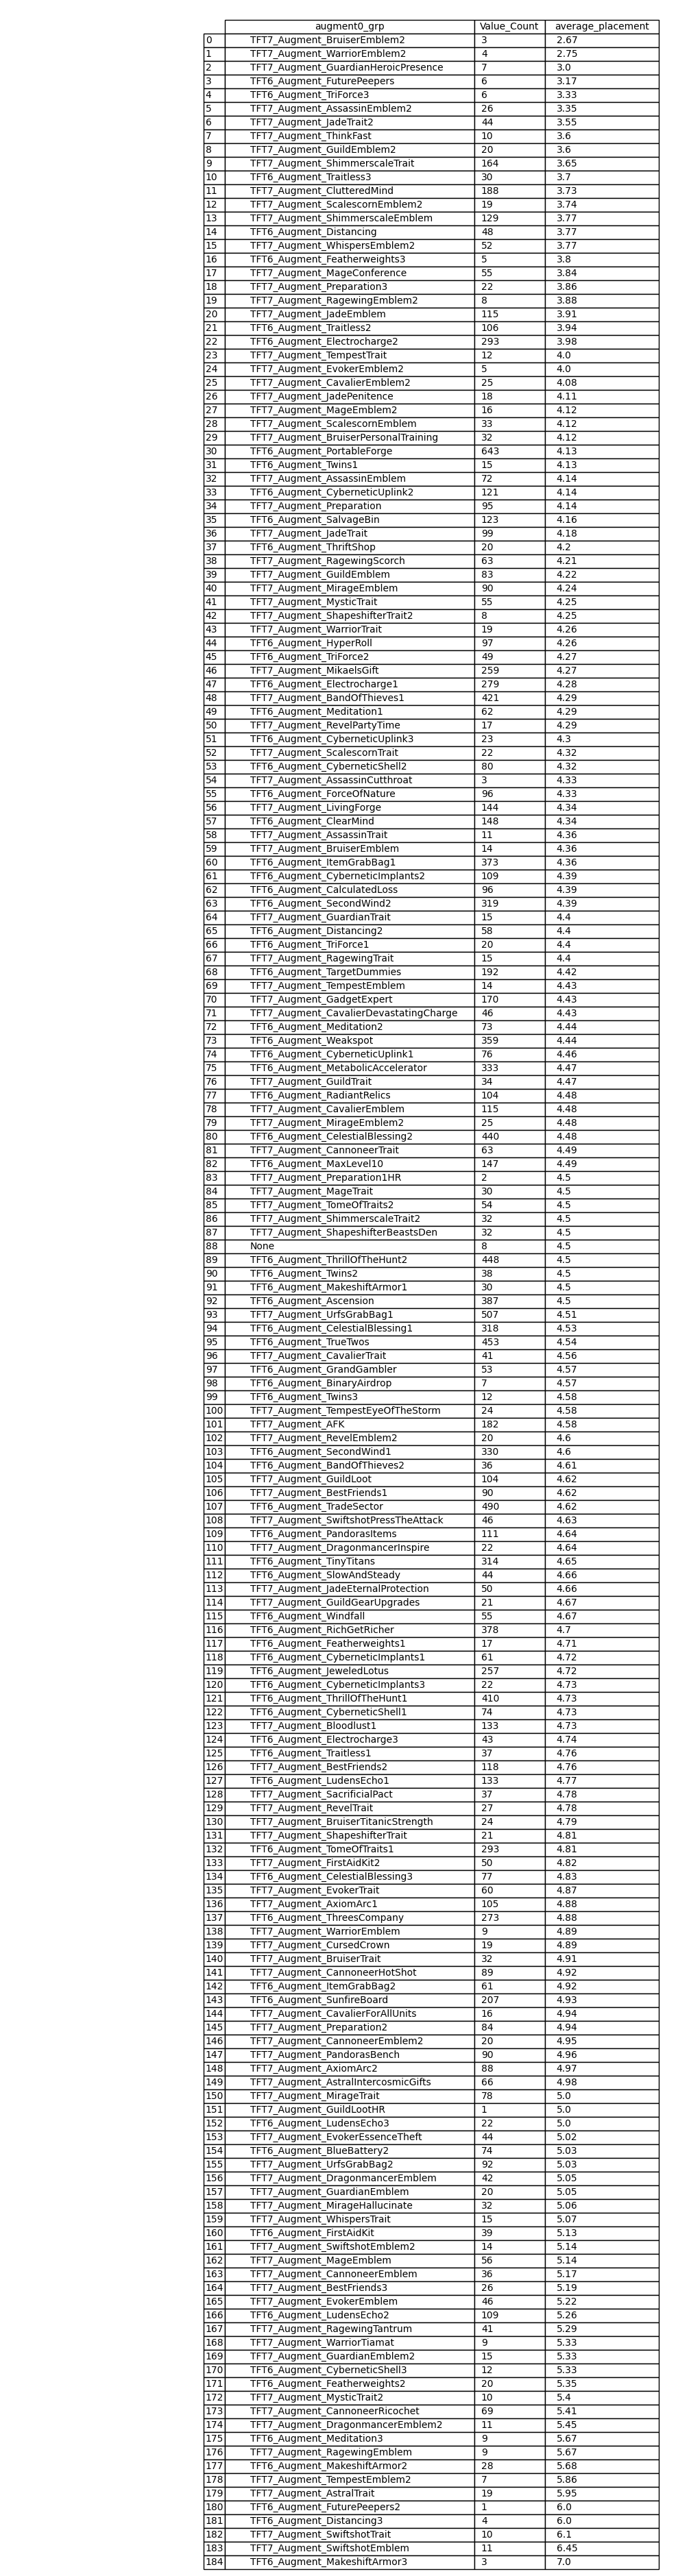 augment0_grp Value_Count average_placement
0 TFT7_Augment_BruiserEmblem2 3 2.67
1 TFT7_Augment_WarriorEmblem2 4 2.75
2 TFT7_Augment_GuardianHeroicPresence 7 3.0
3 TFT6_Augment_FuturePeepers 6 3.17
4 TFT6_Augment_TriForce3 6 3.33
5 TFT7_Augment_AssassinEmblem2 26 3.35
6 TFT7_Augment_JadeTrait2 44 3.55
7 TFT7_Augment_ThinkFast 10 3.6
8 TFT7_Augment_GuildEmblem2 20 3.6
9 TFT7_Augment_ShimmerscaleTrait 164 3.65
10 TFT6_Augment_Traitless3 30 3.7
11 TFT7_Augment_ClutteredMind 188 3.73
12 TFT7_Augment_ScalescornEmblem2 19 3.74
13 TFT7_Augment_ShimmerscaleEmblem 129 3.77
14 TFT6_Augment_Distancing 48 3.77
15 TFT7_Augment_WhispersEmblem2 52 3.77
16 TFT6_Augment_Featherweights3 5 3.8
17 TFT7_Augment_MageConference 55 3.84
18 TFT7_Augment_Preparation3 22 3.86
19 TFT7_Augment_RagewingEmblem2 8 3.88
20 TFT7_Augment_JadeEmblem 115 3.91
21 TFT6_Augment_Traitless2 106 3.94
22 TFT6_Augment_Electrocharge2 293 3.98
23 TFT7_Augment_TempestTrait 12 4.0
24 TFT7_Augment_EvokerEmblem2 5 4.0
25 TFT7_Augment_CavalierEmblem2 25 4.08
26 TFT7_Augment_JadePenitence 18 4.11
27 TFT7_Augment_MageEmblem2 16 4.12
28 TFT7_Augment_ScalescornEmblem 33 4.12
29 TFT7_Augment_BruiserPersonalTraining 32 4.12
30 TFT6_Augment_PortableForge 643 4.13
31 TFT6_Augment_Twins1 15 4.13
32 TFT7_Augment_AssassinEmblem 72 4.14
33 TFT6_Augment_CyberneticUplink2 121 4.14
34 TFT7_Augment_Preparation 95 4.14
35 TFT6_Augment_SalvageBin 123 4.16
36 TFT7_Augment_JadeTrait 99 4.18
37 TFT6_Augment_ThriftShop 20 4.2
38 TFT7_Augment_RagewingScorch 63 4.21
39 TFT7_Augment_GuildEmblem 83 4.22
40 TFT7_Augment_MirageEmblem 90 4.24
41 TFT7_Augment_MysticTrait 55 4.25
42 TFT7_Augment_ShapeshifterTrait2 8 4.25
43 TFT7_Augment_WarriorTrait 19 4.26
44 TFT6_Augment_HyperRoll 97 4.26
45 TFT6_Augment_TriForce2 49 4.27
46 TFT7_Augment_MikaelsGift 259 4.27
47 TFT6_Augment_Electrocharge1 279 4.28
48 TFT7_Augment_BandOfThieves1 421 4.29
49 TFT6_Augment_Meditation1 62 4.29
50 TFT7_Augment_RevelPartyTime 17 4.29
51 TFT6_Augment_CyberneticUplink3 23 4.3
52 TFT7_Augment_ScalescornTrait 22 4.32
53 TFT6_Augment_CyberneticShell2 80 4.32
54 TFT7_Augment_AssassinCutthroat 3 4.33
55 TFT6_Augment_ForceOfNature 96 4.33
56 TFT7_Augment_LivingForge 144 4.34
57 TFT6_Augment_ClearMind 148 4.34
58 TFT7_Augment_AssassinTrait 11 4.36
59 TFT7_Augment_BruiserEmblem 14 4.36
60 TFT6_Augment_ItemGrabBag1 373 4.36
61 TFT6_Augment_CyberneticImplants2 109 4.39
62 TFT6_Augment_CalculatedLoss 96 4.39
63 TFT6_Augment_SecondWind2 319 4.39
64 TFT7_Augment_GuardianTrait 15 4.4
65 TFT6_Augment_Distancing2 58 4.4
66 TFT6_Augment_TriForce1 20 4.4
67 TFT7_Augment_RagewingTrait 15 4.4
68 TFT6_Augment_TargetDummies 192 4.42
69 TFT7_Augment_TempestEmblem 14 4.43
70 TFT7_Augment_GadgetExpert 170 4.43
71 TFT7_Augment_CavalierDevastatingCharge 46 4.43
72 TFT6_Augment_Meditation2 73 4.44
73 TFT6_Augment_Weakspot 359 4.44
74 TFT6_Augment_CyberneticUplink1 76 4.46
75 TFT6_Augment_MetabolicAccelerator 333 4.47
76 TFT7_Augment_GuildTrait 34 4.47
77 TFT6_Augment_RadiantRelics 104 4.48
78 TFT7_Augment_CavalierEmblem 115 4.48
79 TFT7_Augment_MirageEmblem2 25 4.48
80 TFT6_Augment_CelestialBlessing2 440 4.48
81 TFT7_Augment_CannoneerTrait 63 4.49
82 TFT6_Augment_MaxLevel10 147 4.49
83 TFT7_Augment_Preparation1HR 2 4.5
84 TFT7_Augment_MageTrait 30 4.5
85 TFT6_Augment_TomeOfTraits2 54 4.5
86 TFT7_Augment_ShimmerscaleTrait2 32 4.5
87 TFT7_Augment_ShapeshifterBeastsDen 32 4.5
88 None 8 4.5
89 TFT6_Augment_ThrillOfTheHunt2 448 4.5
90 TFT6_Augment_Twins2 38 4.5
91 TFT6_Augment_MakeshiftArmor1 30 4.5
92 TFT6_Augment_Ascension 387 4.5
93 TFT7_Augment_UrfsGrabBag1 507 4.51
94 TFT6_Augment_CelestialBlessing1 318 4.53
95 TFT6_Augment_TrueTwos 453 4.54
96 TFT7_Augment_CavalierTrait 41 4.56
97 TFT6_Augment_GrandGambler 53 4.57
98 TFT6_Augment_BinaryAirdrop 7 4.57
99 TFT6_Augment_Twins3 12 4.58
100 TFT7_Augment_TempestEyeOfTheStorm 24 4.58
101 TFT7_Augment_AFK 182 4.58
102 TFT7_Augment_RevelEmblem2 20 4.6
103 TFT6_Augment_SecondWind1 330 4.6
104 TFT6_Augment_BandOfThieves2 36 4.61
105 TFT7_Augment_GuildLoot 104 4.62
106 TFT7_Augment_BestFriends1 90 4.62
107 TFT6_Augment_TradeSector 490 4.62
108 TFT7_Augment_SwiftshotPressTheAttack 46 4.63
109 TFT6_Augment_PandorasItems 111 4.64
110 TFT7_Augment_DragonmancerInspire 22 4.64
111 TFT6_Augment_TinyTitans 314 4.65
112 TFT6_Augment_SlowAndSteady 44 4.66
113 TFT7_Augment_JadeEternalProtection 50 4.66
114 TFT7_Augment_GuildGearUpgrades 21 4.67
115 TFT6_Augment_Windfall 55 4.67
116 TFT6_Augment_RichGetRicher 378 4.7
117 TFT6_Augment_Featherweights1 17 4.71
118 TFT6_Augment_CyberneticImplants1 61 4.72
119 TFT6_Augment_JeweledLotus 257 4.72
120 TFT6_Augment_CyberneticImplants3 22 4.73
121 TFT6_Augment_ThrillOfTheHunt1 410 4.73
122 TFT6_Augment_CyberneticShell1 74 4.73
123 TFT7_Augment_Bloodlust1 133 4.73
124 TFT6_Augment_Electrocharge3 43 4.74
125 TFT6_Augment_Traitless1 37 4.76
126 TFT7_Augment_BestFriends2 118 4.76
127 TFT6_Augment_LudensEcho1 133 4.77
128 TFT7_Augment_SacrificialPact 37 4.78
129 TFT7_Augment_RevelTrait 27 4.78
130 TFT7_Augment_BruiserTitanicStrength 24 4.79
131 TFT7_Augment_ShapeshifterTrait 21 4.81
132 TFT6_Augment_TomeOfTraits1 293 4.81
133 TFT7_Augment_FirstAidKit2 50 4.82
134 TFT6_Augment_CelestialBlessing3 77 4.83
135 TFT7_Augment_EvokerTrait 60 4.87
136 TFT7_Augment_AxiomArc1 105 4.88
137 TFT6_Augment_ThreesCompany 273 4.88
138 TFT7_Augment_WarriorEmblem 9 4.89
139 TFT7_Augment_CursedCrown 19 4.89
140 TFT7_Augment_BruiserTrait 32 4.91
141 TFT7_Augment_CannoneerHotShot 89 4.92
142 TFT6_Augment_ItemGrabBag2 61 4.92
143 TFT6_Augment_SunfireBoard 207 4.93
144 TFT7_Augment_CavalierForAllUnits 16 4.94
145 TFT7_Augment_Preparation2 84 4.94
146 TFT7_Augment_CannoneerEmblem2 20 4.95
147 TFT7_Augment_PandorasBench 90 4.96
148 TFT7_Augment_AxiomArc2 88 4.97
149 TFT7_Augment_AstralIntercosmicGifts 66 4.98
150 TFT7_Augment_MirageTrait 78 5.0
151 TFT7_Augment_GuildLootHR 1 5.0
152 TFT6_Augment_LudensEcho3 22 5.0
153 TFT7_Augment_EvokerEssenceTheft 44 5.02
154 TFT6_Augment_BlueBattery2 74 5.03
155 TFT7_Augment_UrfsGrabBag2 92 5.03
156 TFT7_Augment_DragonmancerEmblem 42 5.05
157 TFT7_Augment_GuardianEmblem 20 5.05
158 TFT7_Augment_MirageHallucinate 32 5.06
159 TFT7_Augment_WhispersTrait 15 5.07
160 TFT6_Augment_FirstAidKit 39 5.13
161 TFT7_Augment_SwiftshotEmblem2 14 5.14
162 TFT7_Augment_MageEmblem 56 5.14
163 TFT7_Augment_CannoneerEmblem 36 5.17
164 TFT7_Augment_BestFriends3 26 5.19
165 TFT7_Augment_EvokerEmblem 46 5.22
166 TFT6_Augment_LudensEcho2 109 5.26
167 TFT7_Augment_RagewingTantrum 41 5.29
168 TFT7_Augment_WarriorTiamat 9 5.33
169 TFT7_Augment_GuardianEmblem2 15 5.33
170 TFT6_Augment_CyberneticShell3 12 5.33
171 TFT6_Augment_Featherweights2 20 5.35
172 TFT7_Augment_MysticTrait2 10 5.4
173 TFT7_Augment_CannoneerRicochet 69 5.41
174 TFT7_Augment_DragonmancerEmblem2 11 5.45
175 TFT6_Augment_Meditation3 9 5.67
176 TFT7_Augment_RagewingEmblem 9 5.67
177 TFT6_Augment_MakeshiftArmor2 28 5.68
178 TFT7_Augment_TempestEmblem2 7 5.86
179 TFT7_Augment_AstralTrait 19 5.95
180 TFT6_Augment_FuturePeepers2 1 6.0
181 TFT6_Augment_Distancing3 4 6.0
182 TFT7_Augment_SwiftshotTrait 10 6.1
183 TFT7_Augment_SwiftshotEmblem 11 6.45
184 TFT6_Augment_MakeshiftArmor3 3 7.0